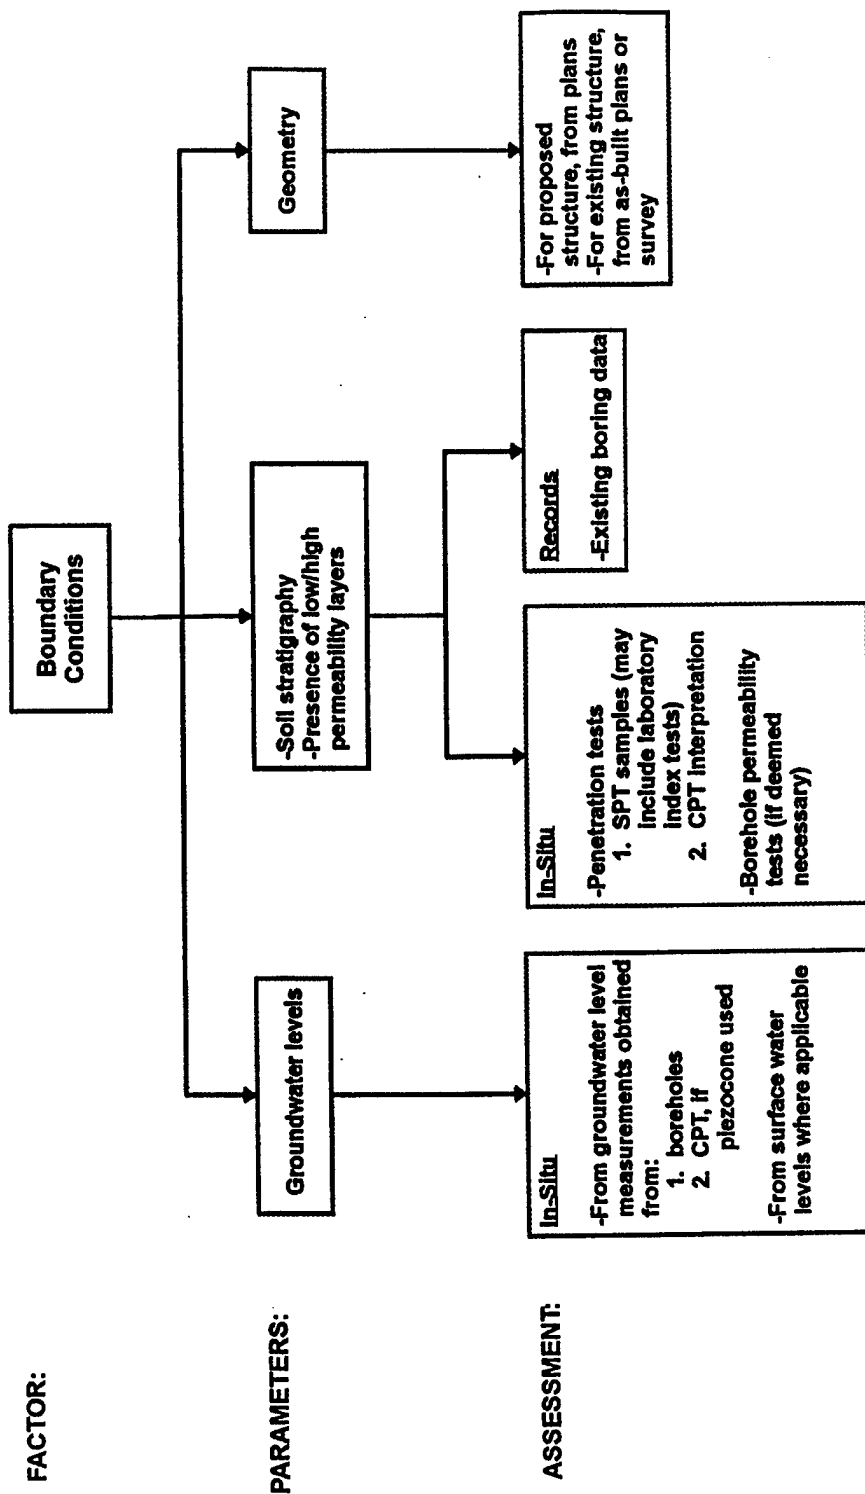 FACTOR:
Boundary
Conditions
PARAMETERS:
Groundwater levels
-Soil stratigraphy
-Presence of low/high
permeability layers
Geometry
ASSESSMENT:
In-Situ
-From groundwater level
measurements obtained
from:
1. boreholes
2. CPT, if
piezocone used
-From surface water
levels where applicable
In-Situ
-Penetration tests
1. SPT samples (may
include laboratory
index tests)
2. CPT interpretation
-Borehole permeability
tests (if deemed
necessary)
Records
-Existing boring data
-For proposed
structure, from plans
-For existing structure,
from as-built plans or
survey